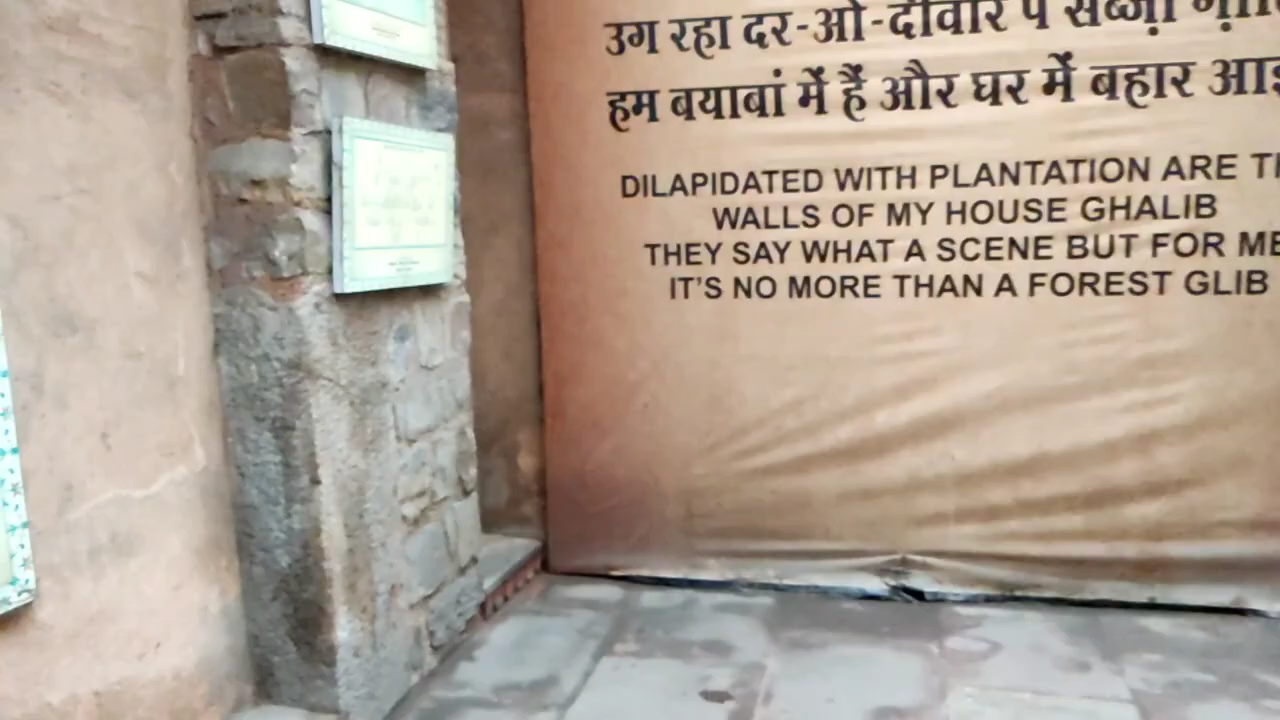 उग रहा दर-ओ-दीवार पे सब्ज़ा
हम बयाबां में हैं और घर में बहार
DILAPIDATED WITH PLANTATION ARE
WALLS OF MY HOUSE GHALIB
THEY SAY WHAT A SCENE BUT FOR ME
IT'S NO MORE THAN A FOREST GLIB